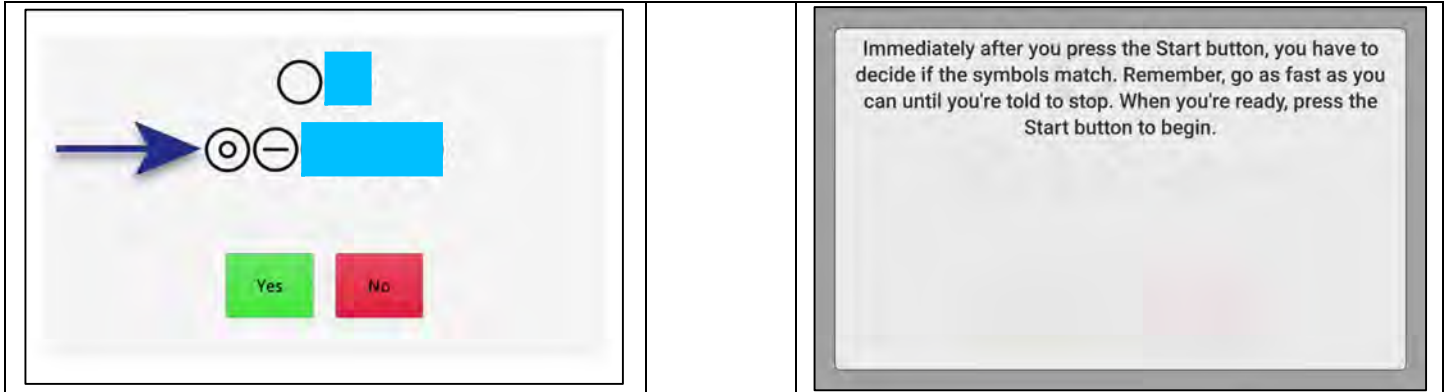 Yes
No
Immediately after you press the Start button, you have to
decide if the symbols match. Remember, go as fast as you
can until you're told to stop. When you're ready, press the
Start button to begin.